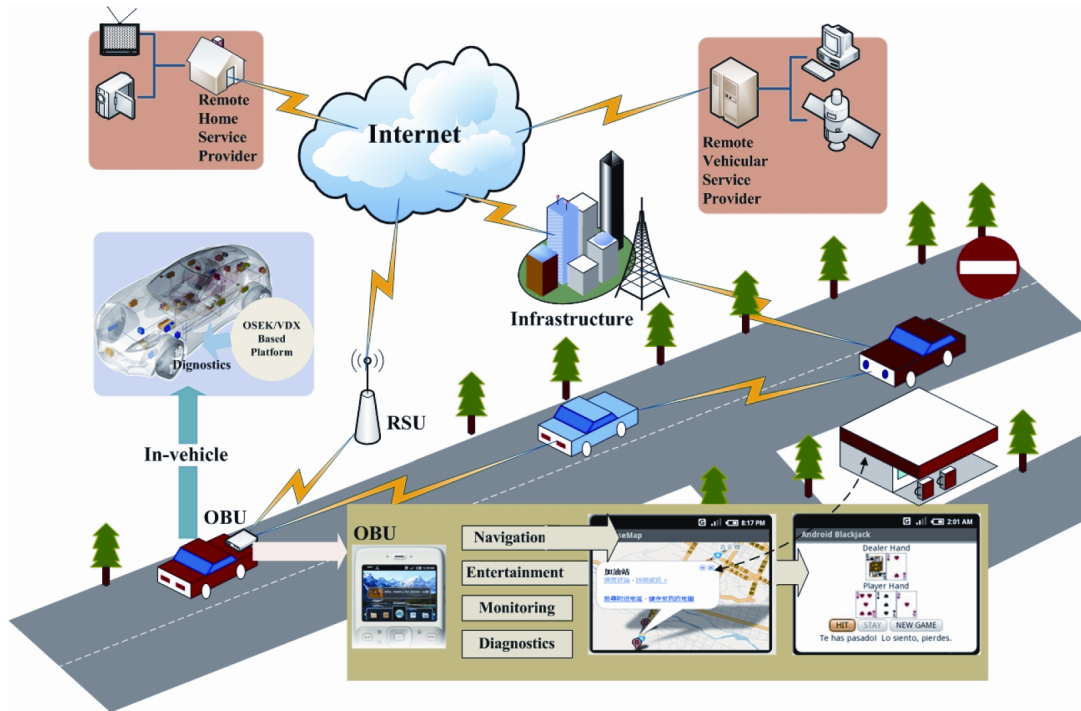 Remote
Home
Service
Provider
Internet
Remote
Vehicular
Service
Provider
Infrastructure
OSEK/VDX
Based
Platform
Dignostics
RSU
In-vehicle
OBU
OBU
Navigation
Entertainment
Monitoring
Diagnostics
8:17 PM
seMap
加油站
2:01 AM
Android Blackjack
Dealer Hand
Player Hand
HIT
STAY
NEW GAME
Te has pasado! Lo siento, pierdes.